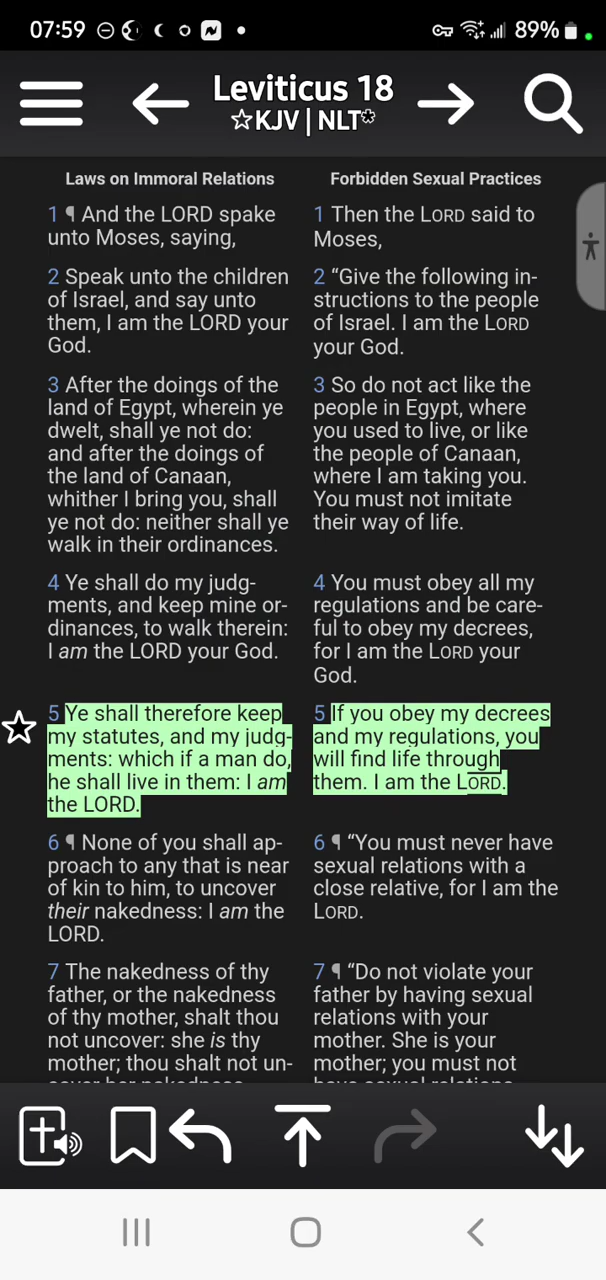 07:59
89%
Leviticus 18
☆KJV | NLT*
Laws on Immoral Relations
1 ¶ And the LORD spake
unto Moses, saying,
2 Speak unto the children
of Israel, and say unto
them, I am the LORD your
God.
3 After the doings of the
land of Egypt, wherein ye
dwelt, shall ye not do:
and after the doings of
the land of Canaan,
whither I bring you, shall
ye not do: neither shall ye
walk in their ordinances.
4 Ye shall do my judg-
ments, and keep mine or-
dinances, to walk therein:
I am the LORD your God.
5 Ye shall therefore keep
my statutes, and my judg-
ments: which if a man do,
he shall live in them: I am
the LORD.
6 ¶ None of you shall ap-
proach to any that is near
of kin to him, to uncover
their nakedness: I am the
LORD.
7 The nakedness of thy
father, or the nakedness
of thy mother, shalt thou
not uncover: she is thy
mother; thou shalt not un-
cover her nakedness
Forbidden Sexual Practices
1 Then the LORD said to
Moses,
2 “Give the following in-
structions to the people
of Israel. I am the LORD
your God.
3 So do not act like the
people in Egypt, where
you used to live, or like
the people of Canaan,
where I am taking you.
You must not imitate
their way of life.
4 You must obey all my
regulations and be care-
ful to obey my decrees,
for I am the LORD your
God.
5 If you obey my decrees
and my regulations, you
will find life through
them. I am the LORD.
6 ¶ “You must never have
sexual relations with a
close relative, for I am the
LORD.
7 ¶ “Do not violate your
father by having sexual
relations with your
mother. She is your
mother; you must not
have sexual relations